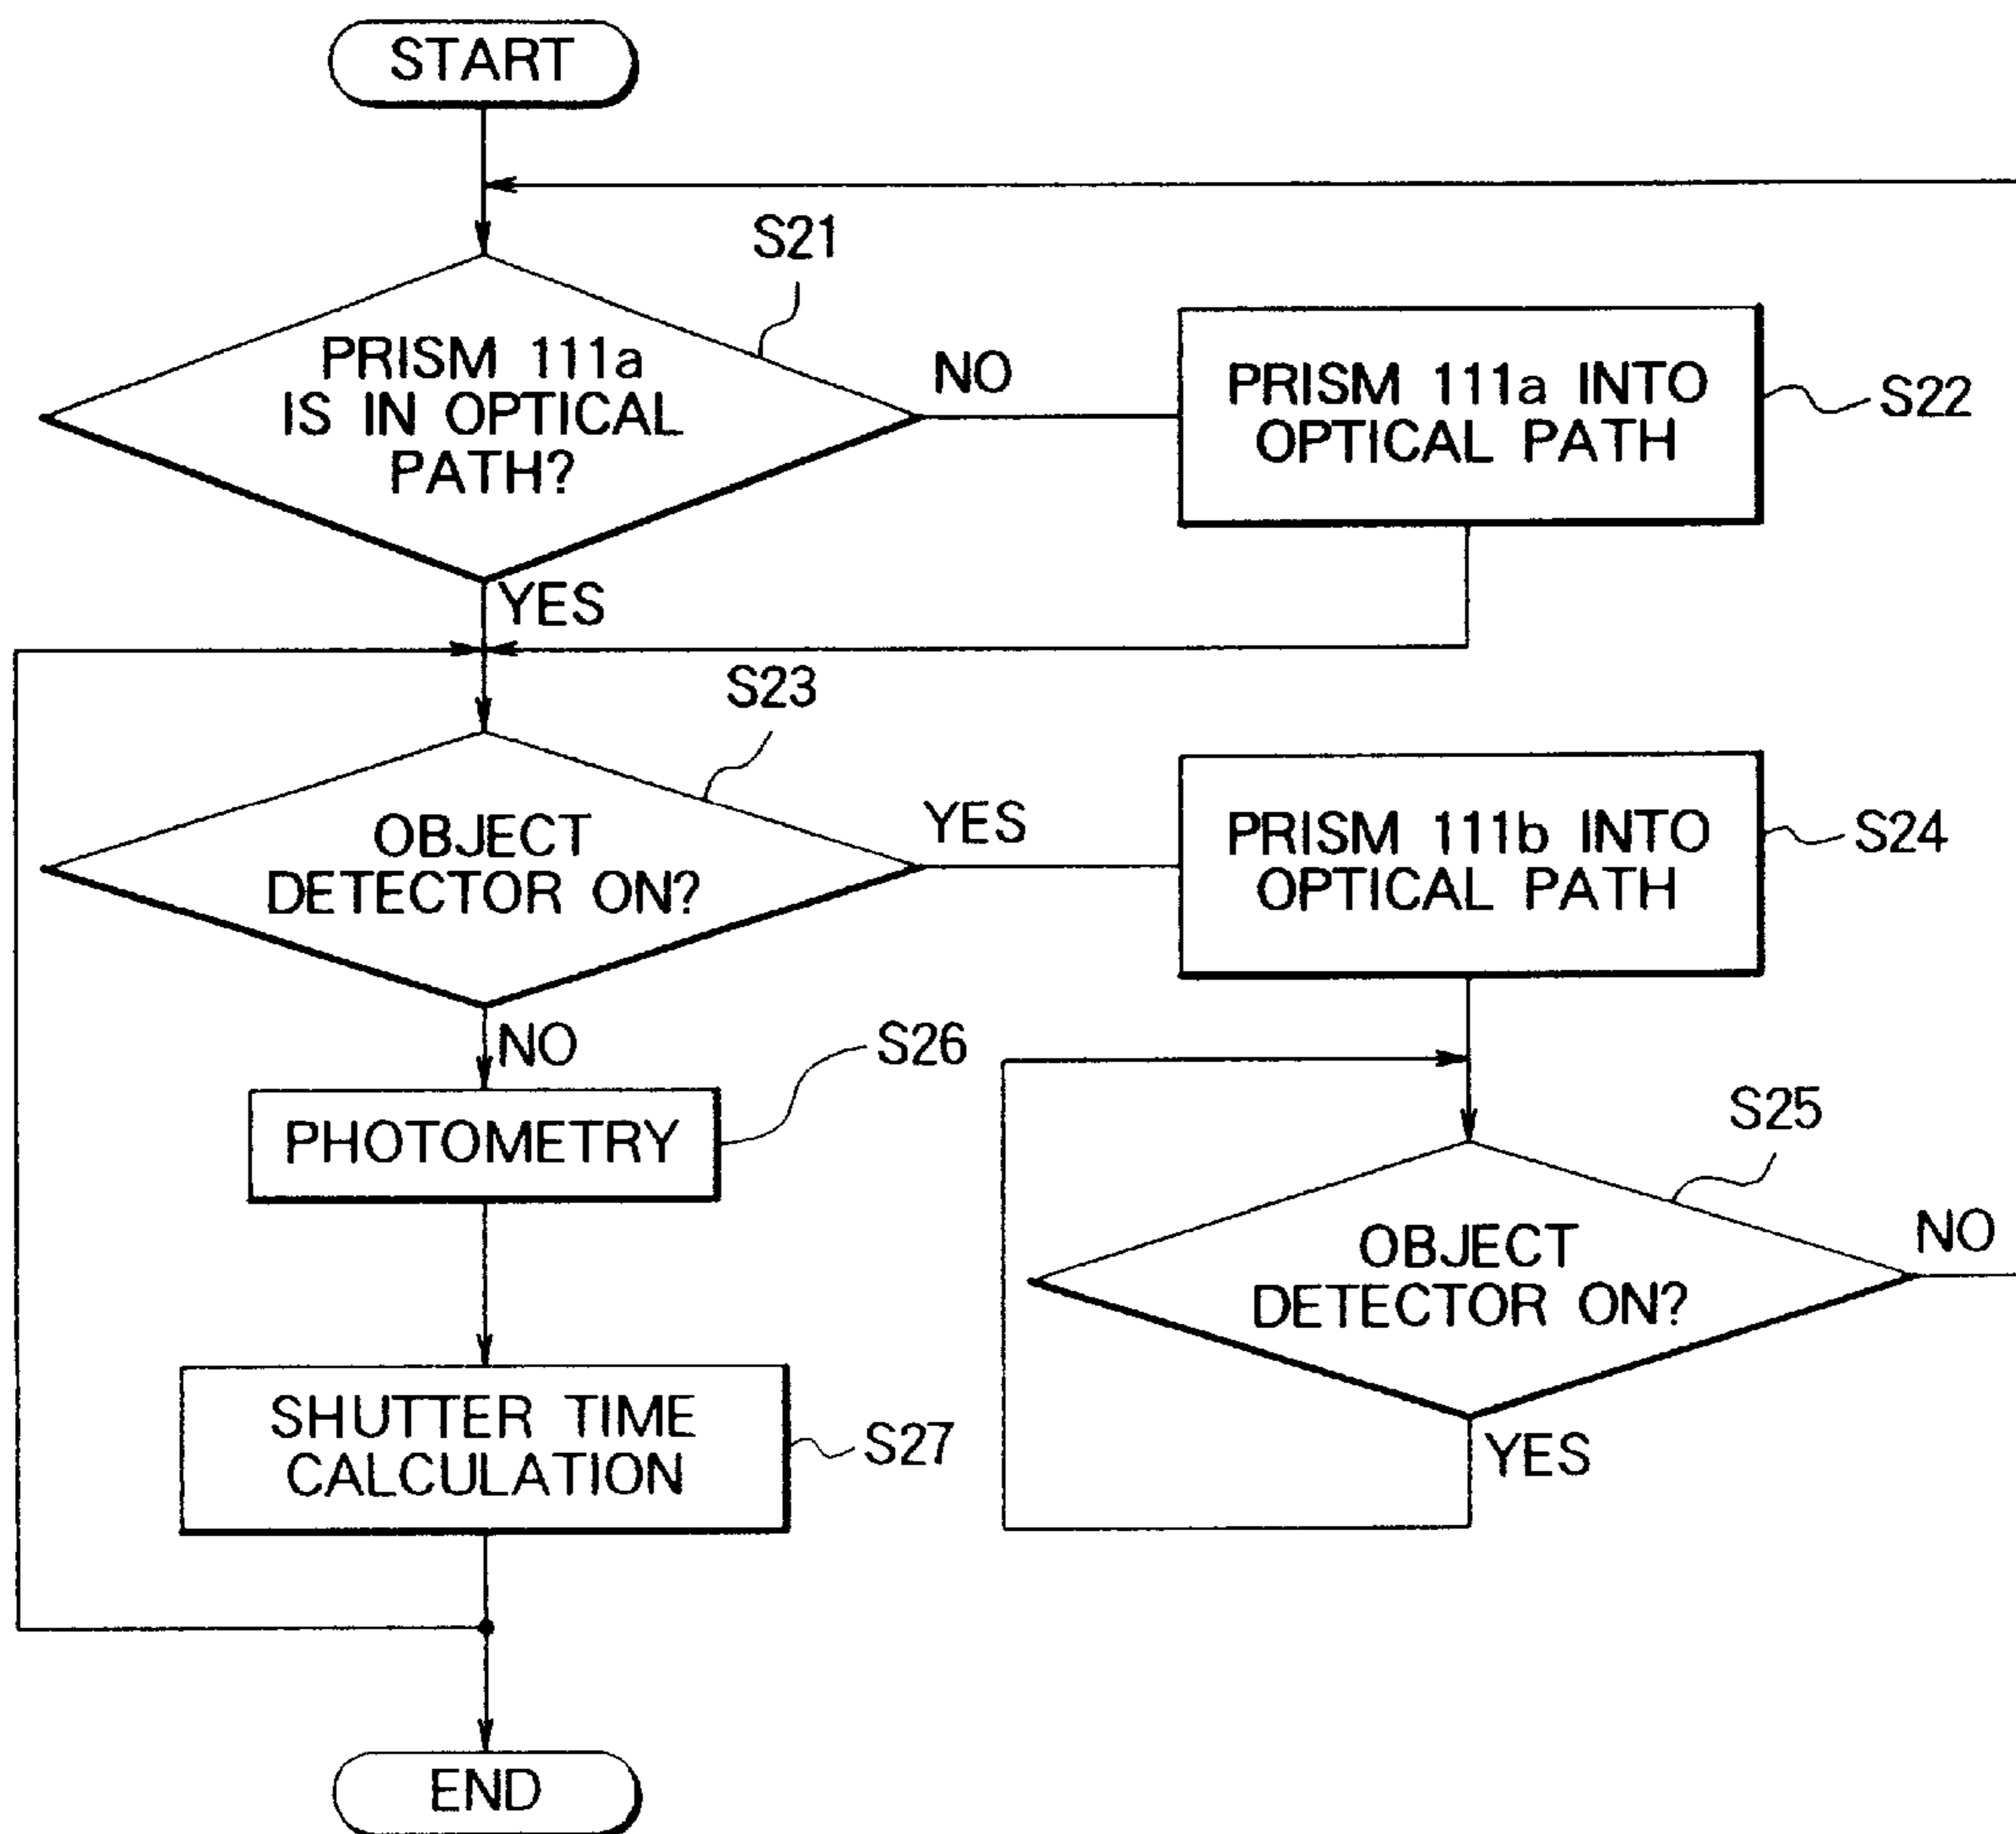 START
S21
PRISM 111a
IS IN OPTICAL
PATH?
NO
PRISM 111a INTO
OPTICAL PATH
S22
YES
S23
OBJECT
DETECTOR ON?
YES
PRISM 111b INTO
OPTICAL PATH
S24
NO
S26
PHOTOMETRY
S25
OBJECT
DETECTOR ON?
NO
YES
SHUTTER TIME
CALCULATION
S27
END